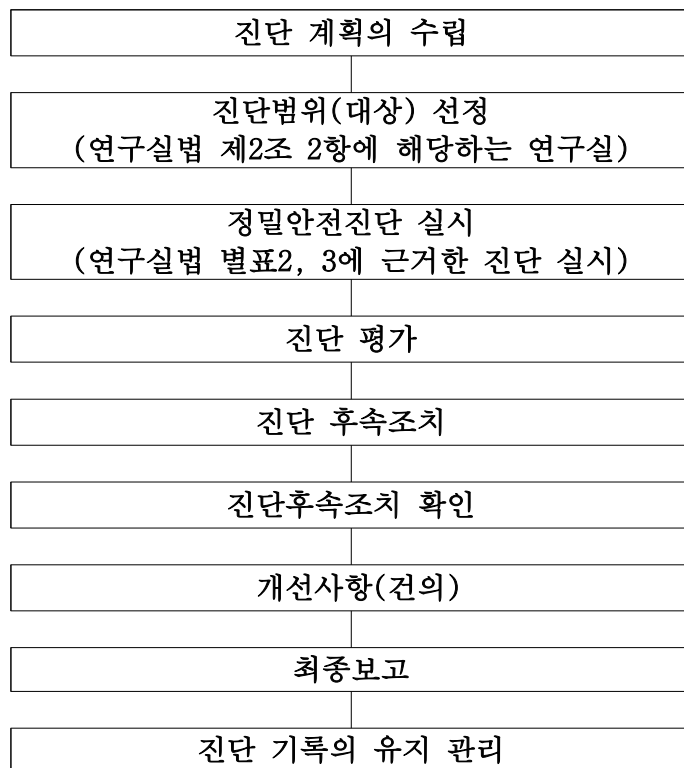 진단 계획의 수립
진단범위(대상) 선정
(연구실법 제2조 2항에 해당하는 연구실)
정밀안전진단 실시
(연구실법 별표2, 3에 근거한 진단 실시)
진단 평가
진단 후속조치
진단후속조치 확인
개선사항(건의)
최종보고
진단 기록의 유지 관리